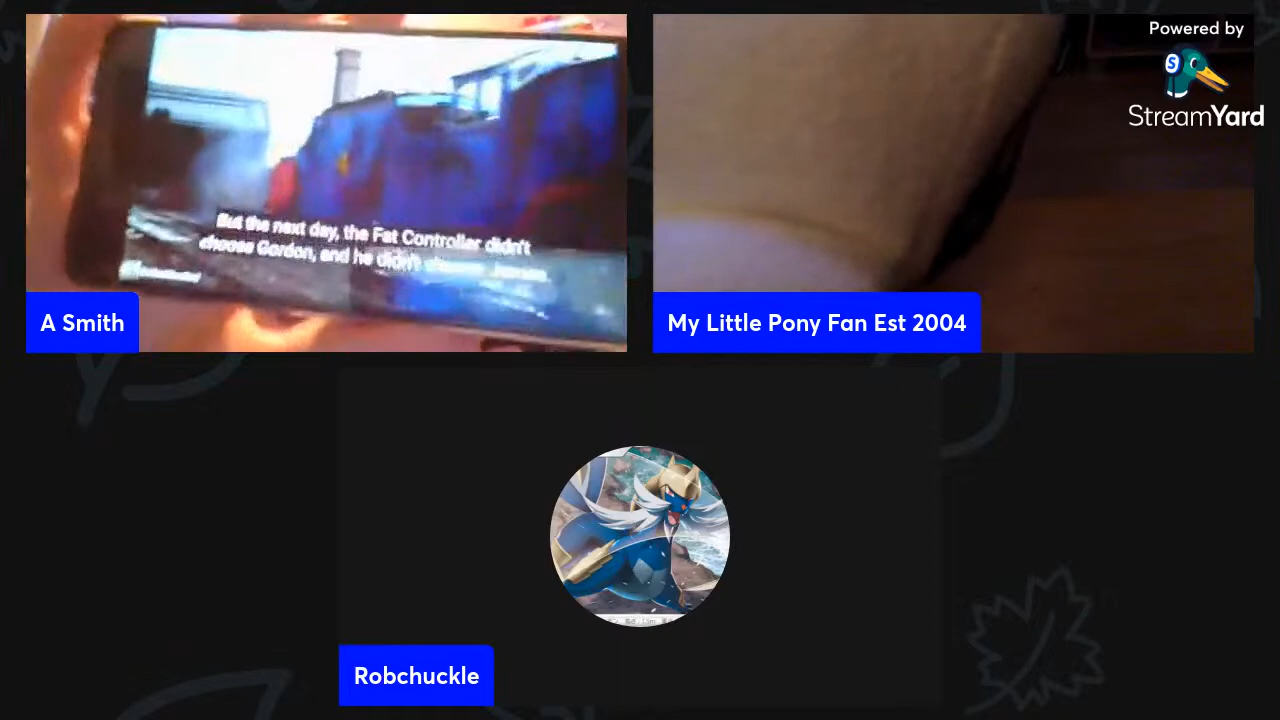 Powered by
StreamYard
But the next day, the Fat Controller didn't
choose Gordon, and he didn't choose
A Smith
My Little Pony Fan Est 2004
Robchuckle